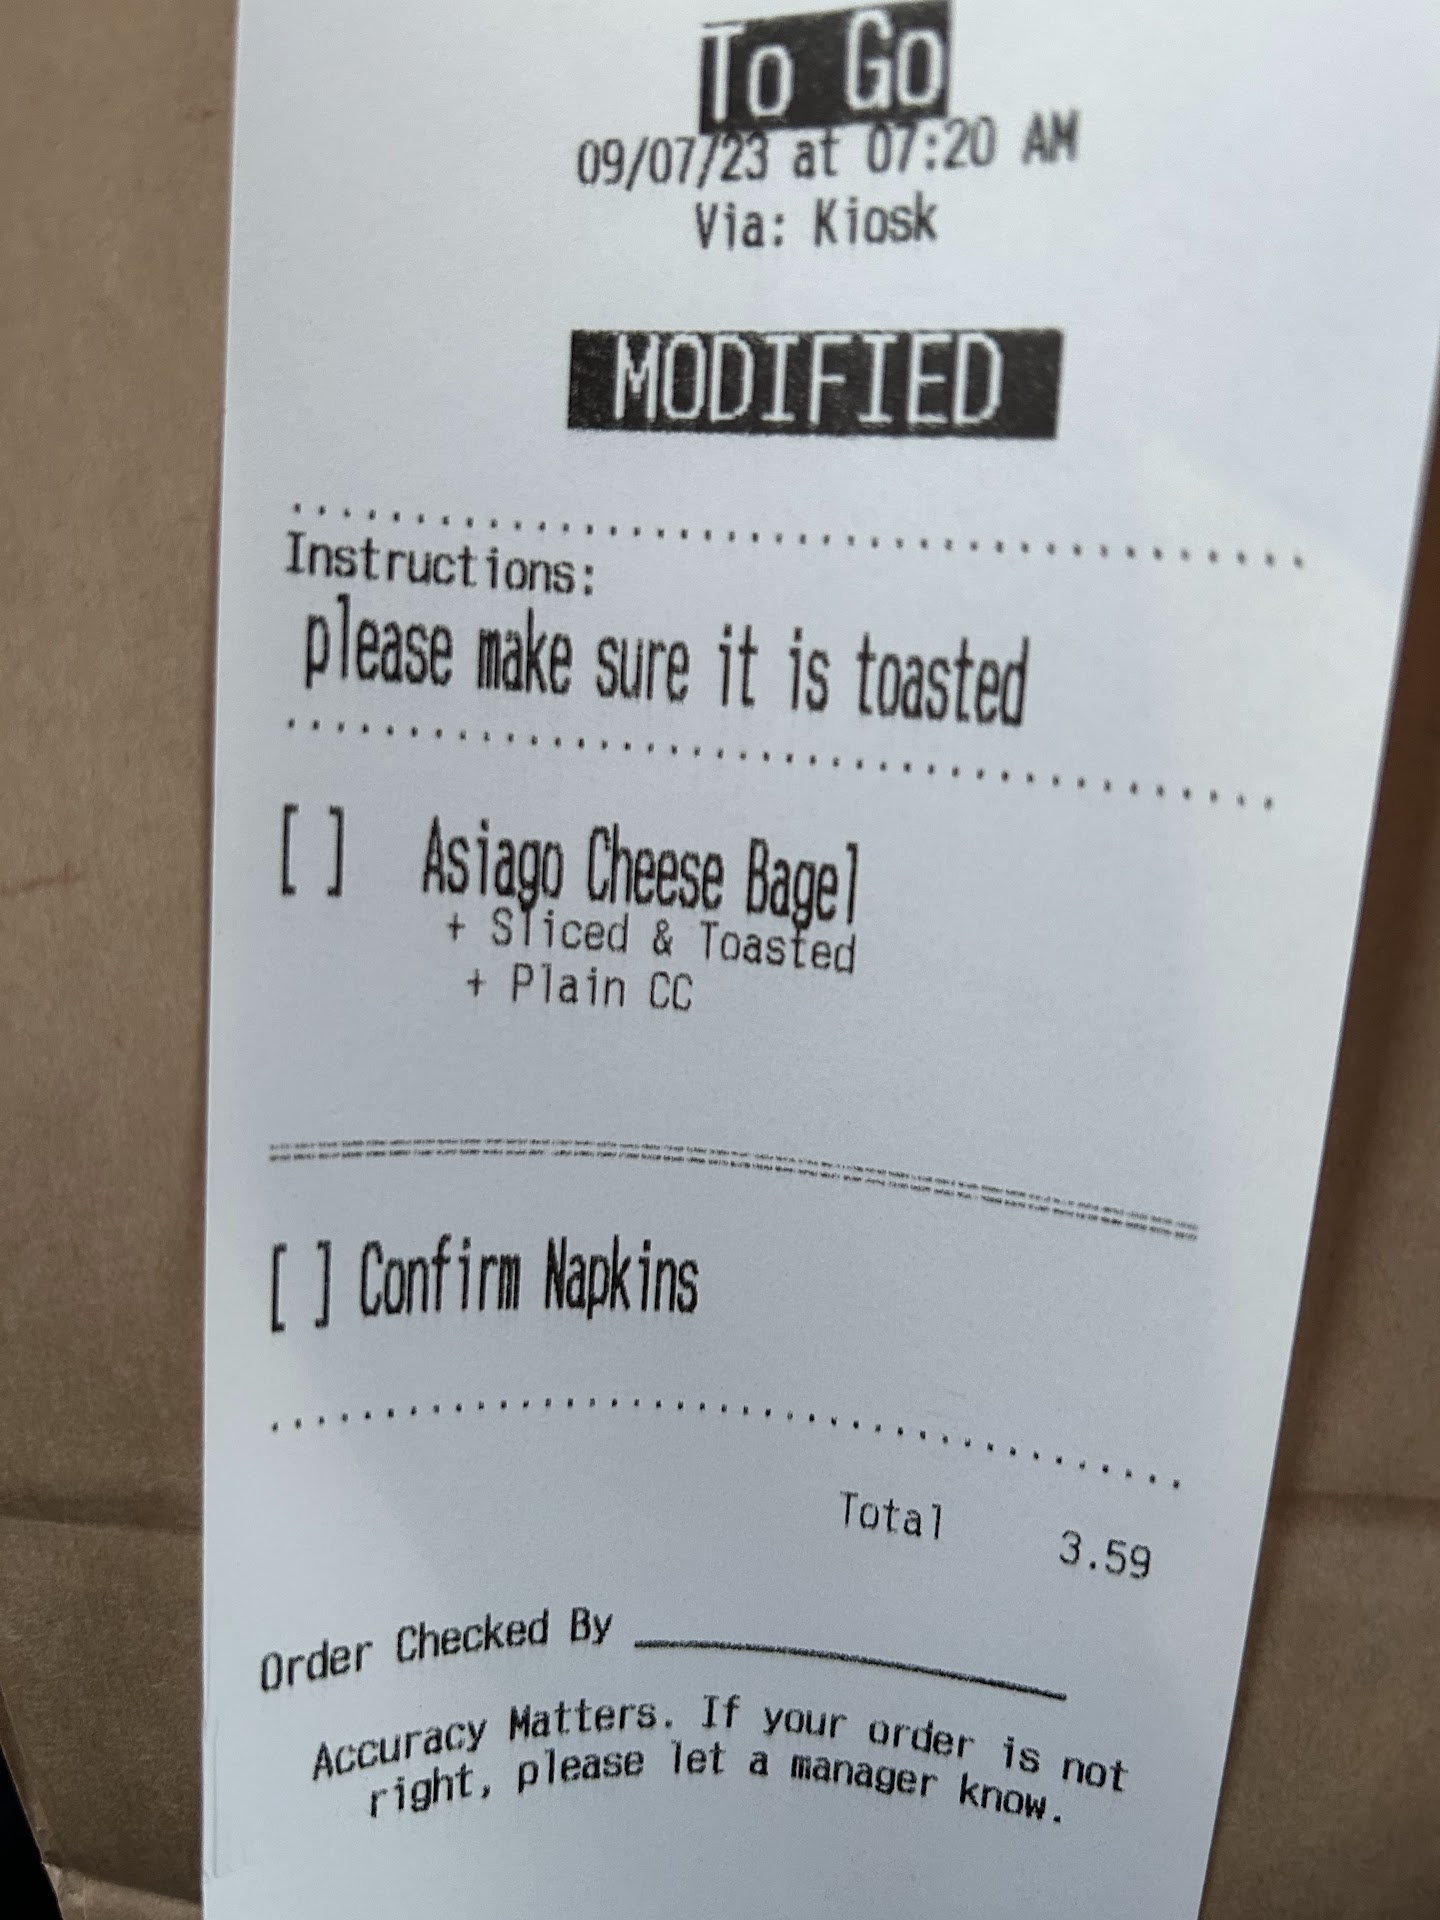 To Go
09/07/23 at 07:20 AM
Via: Kiosk
MODIFIED
Instructions:
please make sure it is toasted
[ ] Asiago Cheese Bagel
+ Sliced & Toasted
+ Plain CC
[ ] Confirm Napkins
Total 3.59
Order Checked By
Accuracy Matters. If your order is not
right, please let a manager know.